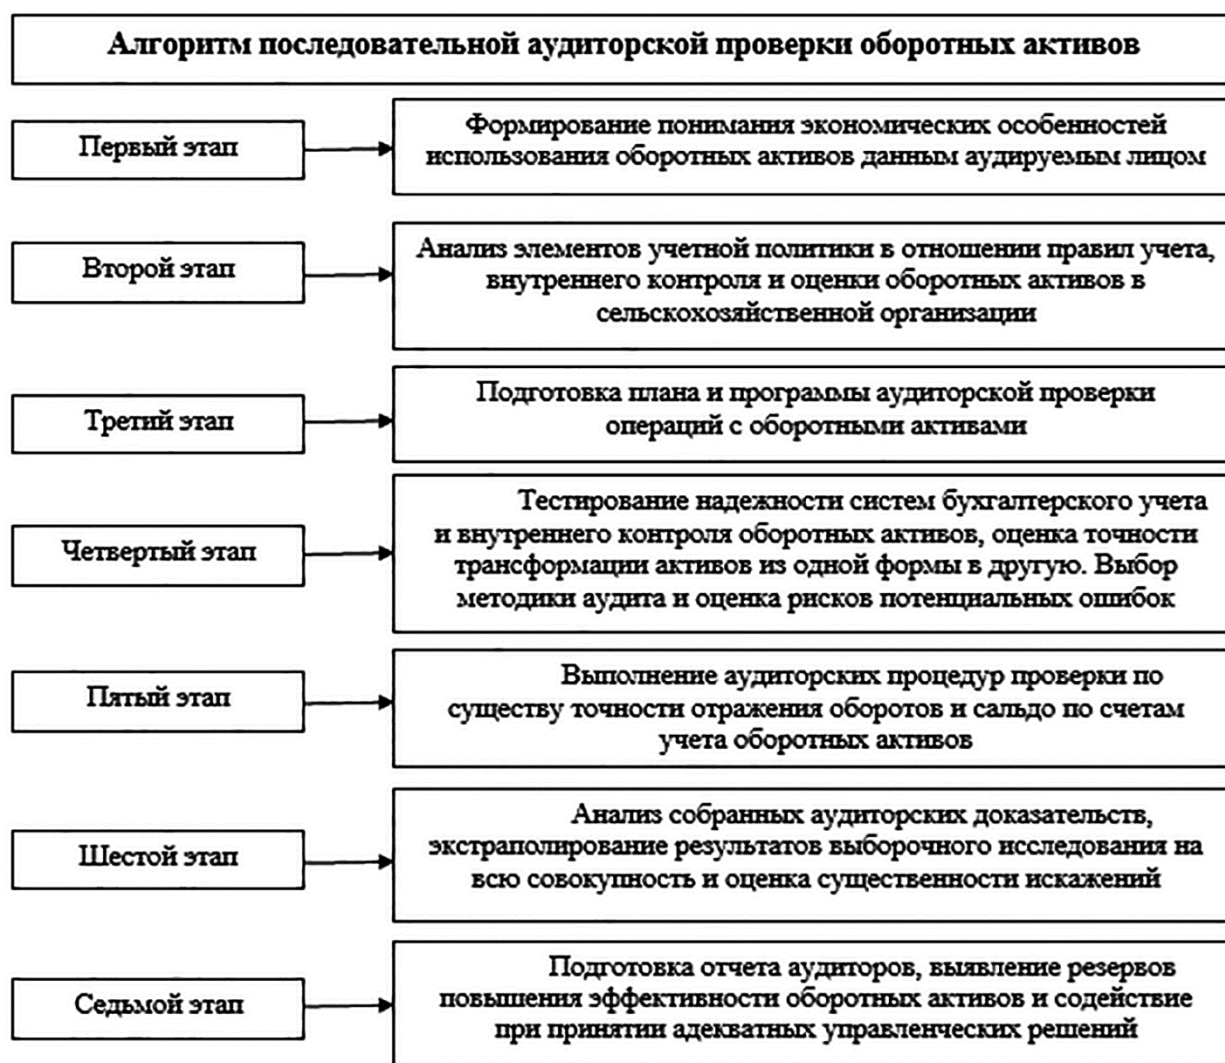 Алгоритм последовательной аудиторской проверки оборотных активов
Первый этап
Формирование понимания экономических особенностей
использования оборотных активов данным аудируемым лицом
Второй этап
Анализ элементов учетной политики в отношении правил учета,
внутреннего контроля и оценки оборотных активов в
сельскохозяйственной организации
Третий этап
Подготовка плана и программы аудиторской проверки
операций с оборотными активами
Четвертый этап
Тестирование надежности систем бухгалтерского учета
и внутреннего контроля оборотных активов, оценка точности
трансформации активов из одной формы в другую. Выбор
методики аудита и оценка рисков потенциальных ошибок
Пятый этап
Выполнение аудиторских процедур проверки по
существу точности отражения оборотов и сальдо по счетам
учета оборотных активов
Шестой этап
Анализ собранных аудиторских доказательств,
экстраполирование результатов выборочного исследования на
всю совокупность и оценка существенности искажений
Седьмой этап
Подготовка отчета аудиторов, выявление резервов
повышения эффективности оборотных активов и содействие
при принятии адекватных управленческих решений